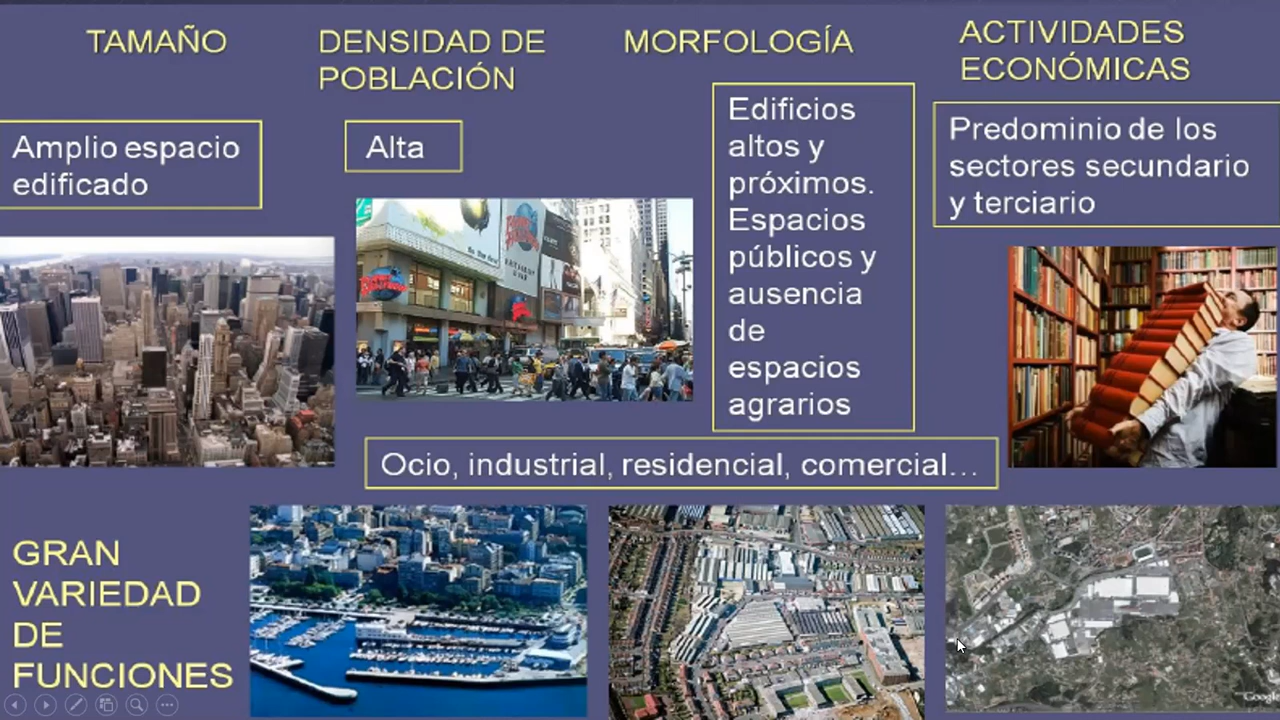 TAMAÑO
DENSIDAD DE
POBLACIÓN
MORFOLOGÍA
ACTIVIDADES
ECONÓMICAS
Amplio espacio
edificado
Alta
Edificios
altos y
próximos.
Espacios
públicos y
ausencia
de
espacios
agrarios
Predominio de los
sectores secundario
y terciario
Ocio, industrial, residencial, comercial…
GRAN
VARIEDAD
DE
FUNCIONES
Google